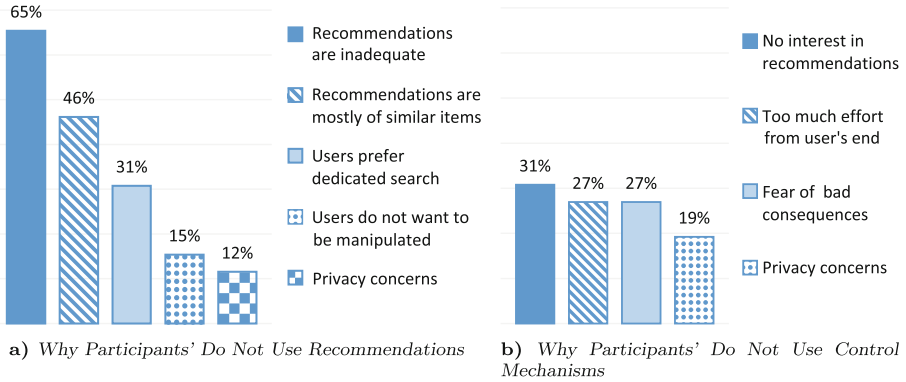 65%
46%
31%
15%
12%
Recommendations
are inadequate
Recommendations are
mostly of similar items
Users prefer
dedicated search
Users do not want to
be manipulated
Privacy concerns
a) Why Participants' Do Not Use Recommendations
31%
27%
27%
19%
No interest in
recommendations
Too much effort
from user's end
Fear of bad
consequences
Privacy concerns
b) Why Participants' Do Not Use Control
Mechanisms